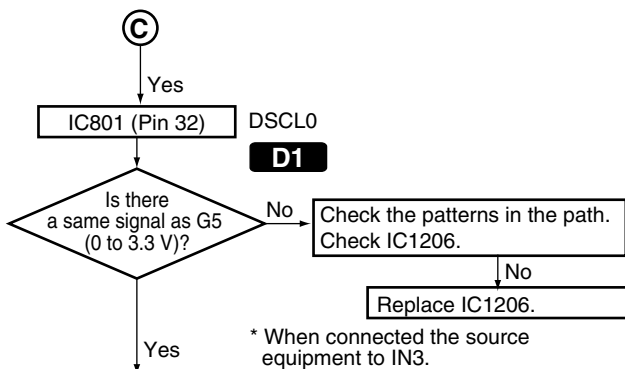 C
Yes
IC801 (Pin 32)
DSCL0
D1
Is there
a same signal as G5
(0 to 3.3 V)?
No
Check the patterns in the path.
Check IC1206.
No
Replace IC1206.
* When connected the source
equipment to IN3.
Yes